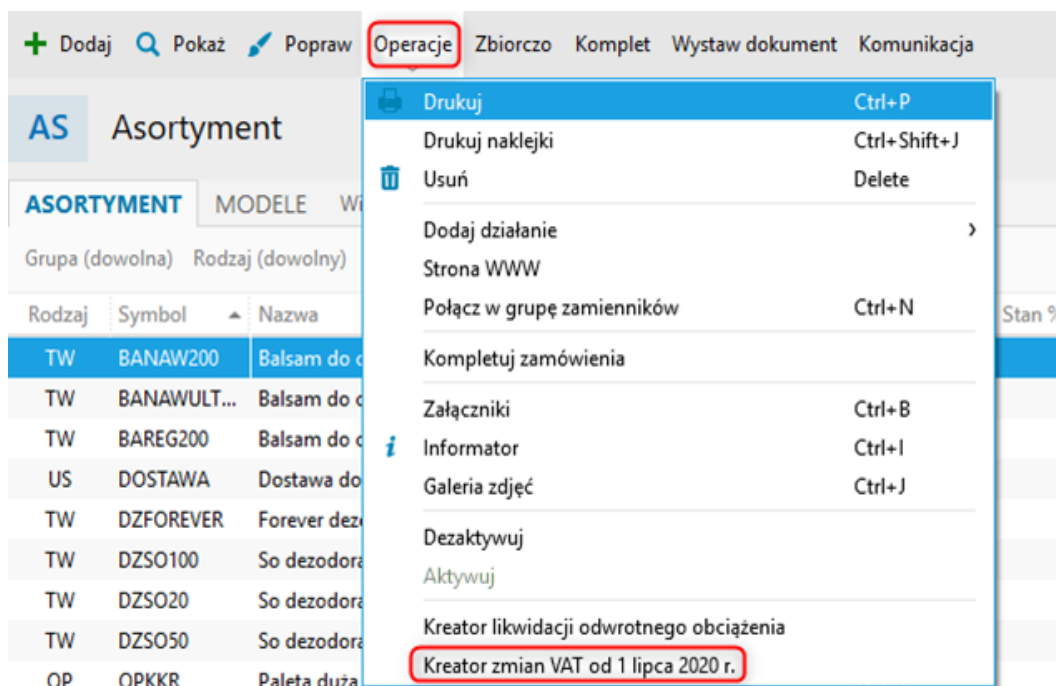 Dodaj Pokaż Popraw Operacje Zbiorczo Komplet Wystaw dokument Komunikacja
AS Asortyment
ASORTYMENT MODELE
Grupa (dowolna) Rodzaj (dowolny)
Rodzaj Symbol Nazwa Stan %
TW BANAW200 Balsam do
TW BANAWULT... Balsam do
TW BAREG200 Balsam do
US DOSTAWA Dostawa do
TW DZFOREVER Forever
TW DZSO100 So dezodora
TW DZSO20 So dezodora
TW DZSO50 So dezodora
OP OPKKR Paleta duża
Drukuj Ctrl+P
Drukuj naklejki Ctrl+Shift+J
Usuń Delete
Dodaj działanie
Strona WWW
Połącz w grupę zamienników Ctrl+N
Kompletuj zamówienia
Załączniki Ctrl+B
Informator Ctrl+I
Galeria zdjęć Ctrl+J
Dezaktywuj
Aktywuj
Kreator likwidacji odwrotnego obciążenia
Kreator zmian VAT od 1 lipca 2020 r.